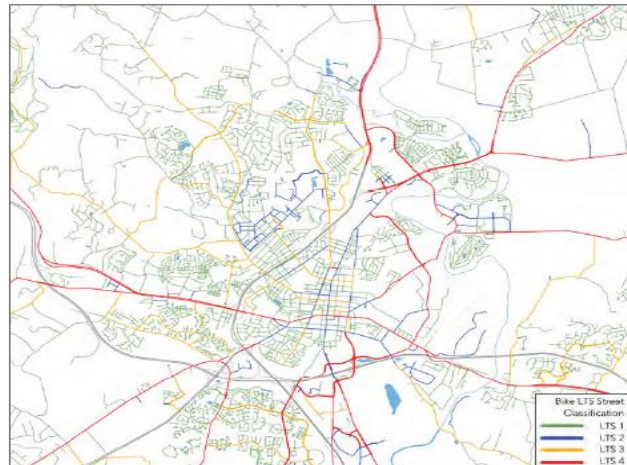 Bike LTS Street
Classification
LTS 1
LTS 2
LTS 3
LTS 4